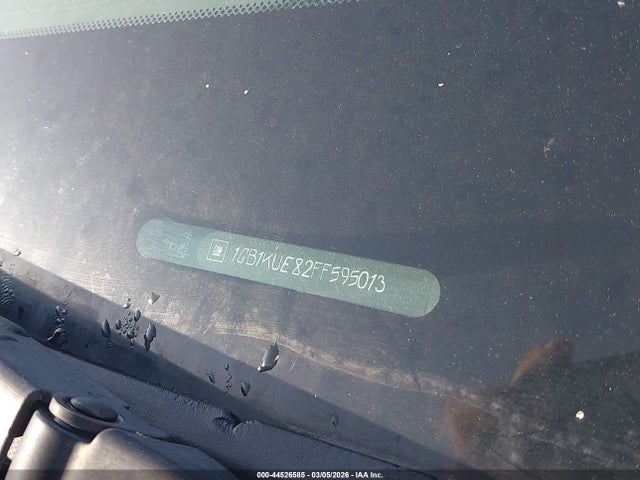 GM 1GB1KUE82FF595013
000-44526585 - 03/05/2026 - IAA Inc.